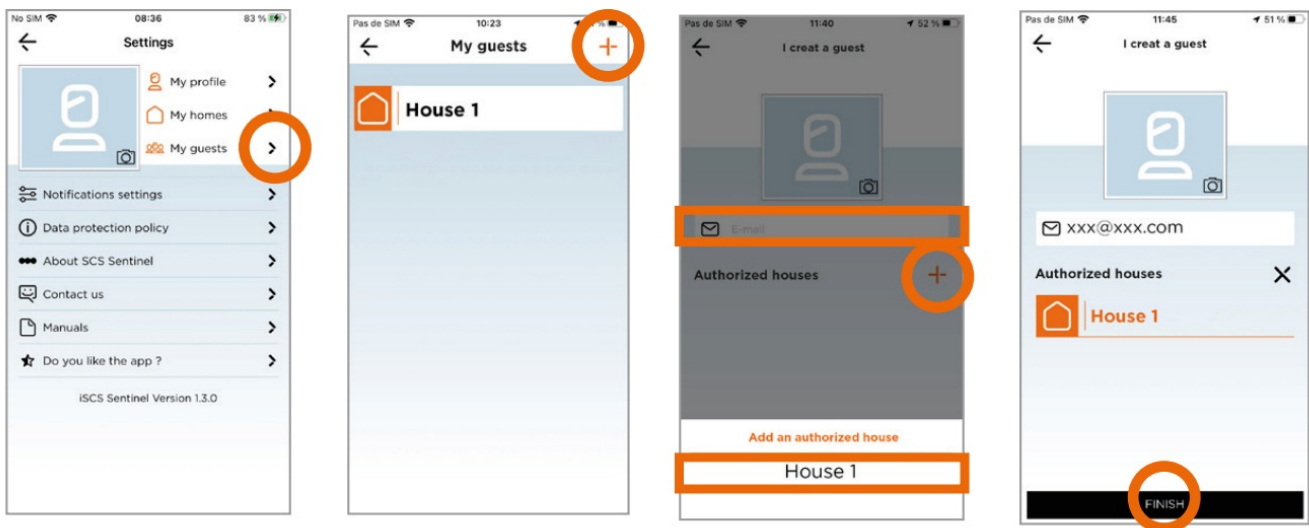 No SIM 08:36 83 %
Settings
My profile
My homes
My guests
Notifications settings
Data protection policy
About SCS Sentinel
Contact us
Manuals
Do you like the app ?
iSCS Sentinel Version 1.3.0
Pas de SIM 10:23
My guests
House 1
Pas de SIM 11:40 52 %
I creat a guest
E-mail
Authorized houses
Add an authorized house
House 1
Pas de SIM 11:45 51 %
I creat a guest
xxx@xxx.com
Authorized houses
House 1
FINISH